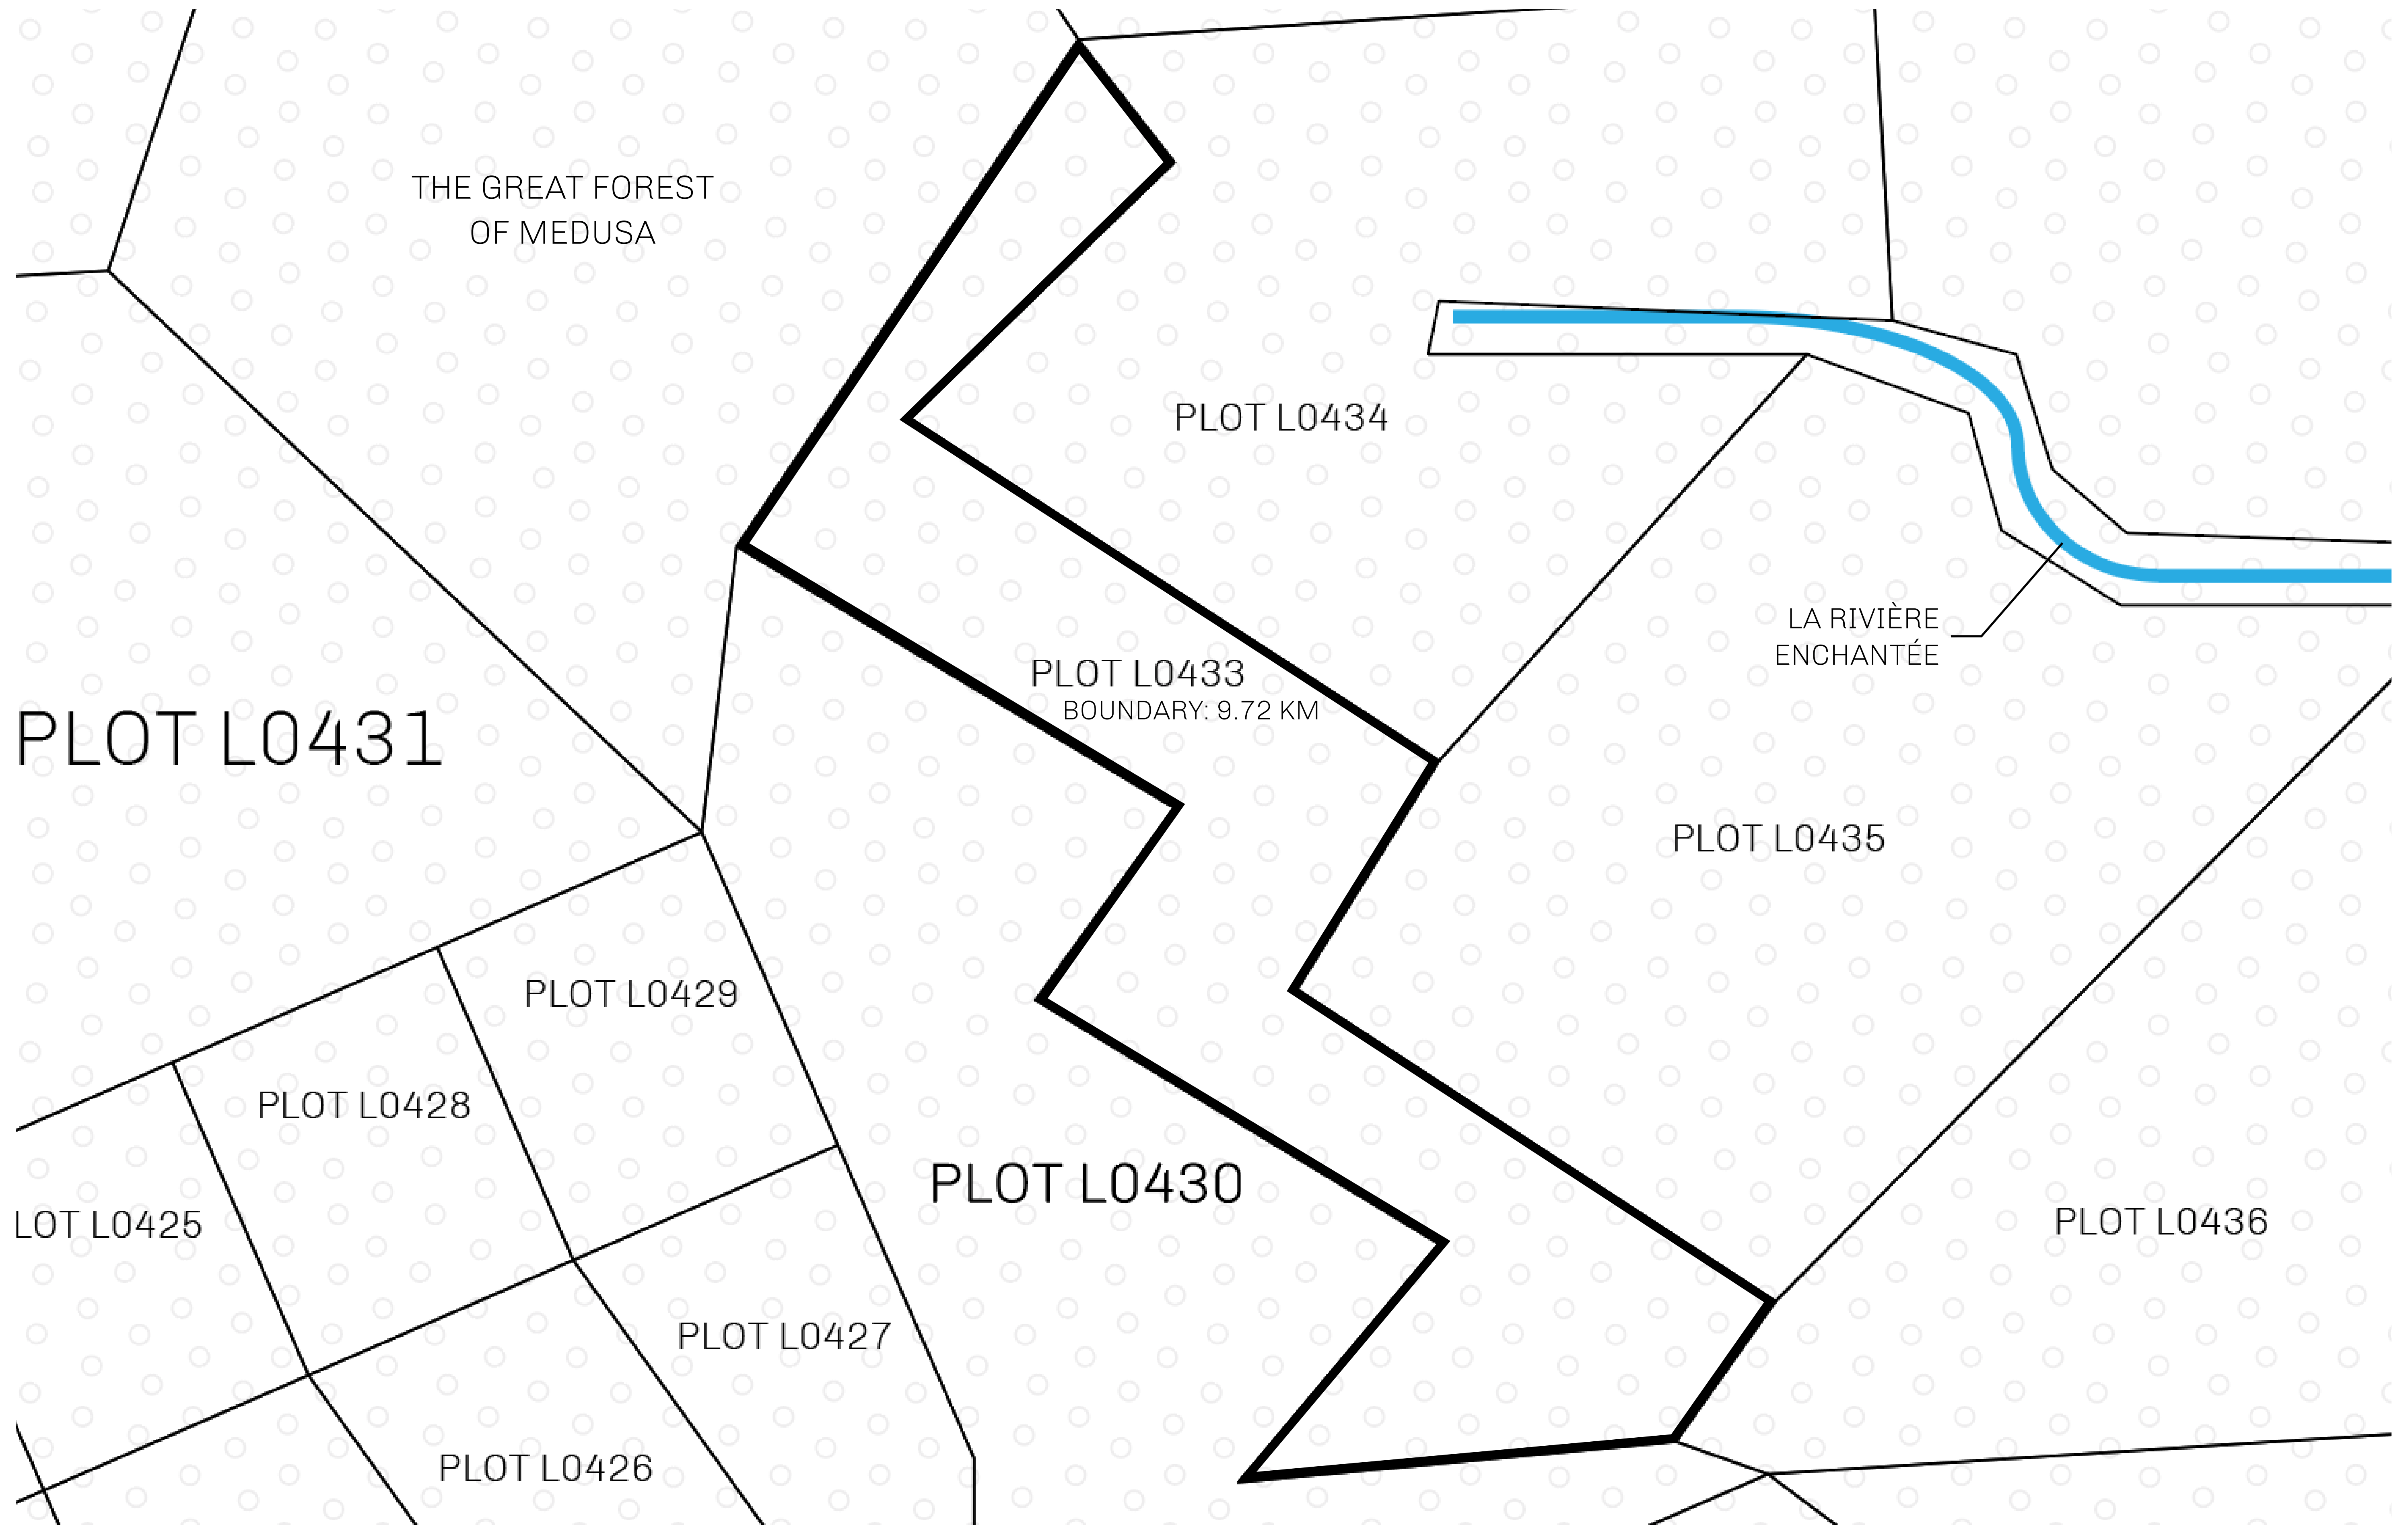 THE GREAT FOREST
OF MEDUSA
PLOT L0434
LA RIVIÈRE
ENCHANTÉE
PLOT L0433
BOUNDARY: 9.72 KM
PLOT L0431
PLOT L0435
PLOT L0429
PLOT L0428
PLOT L0430
LOT L0425
PLOT L0436
PLOT L0427
PLOT L0426